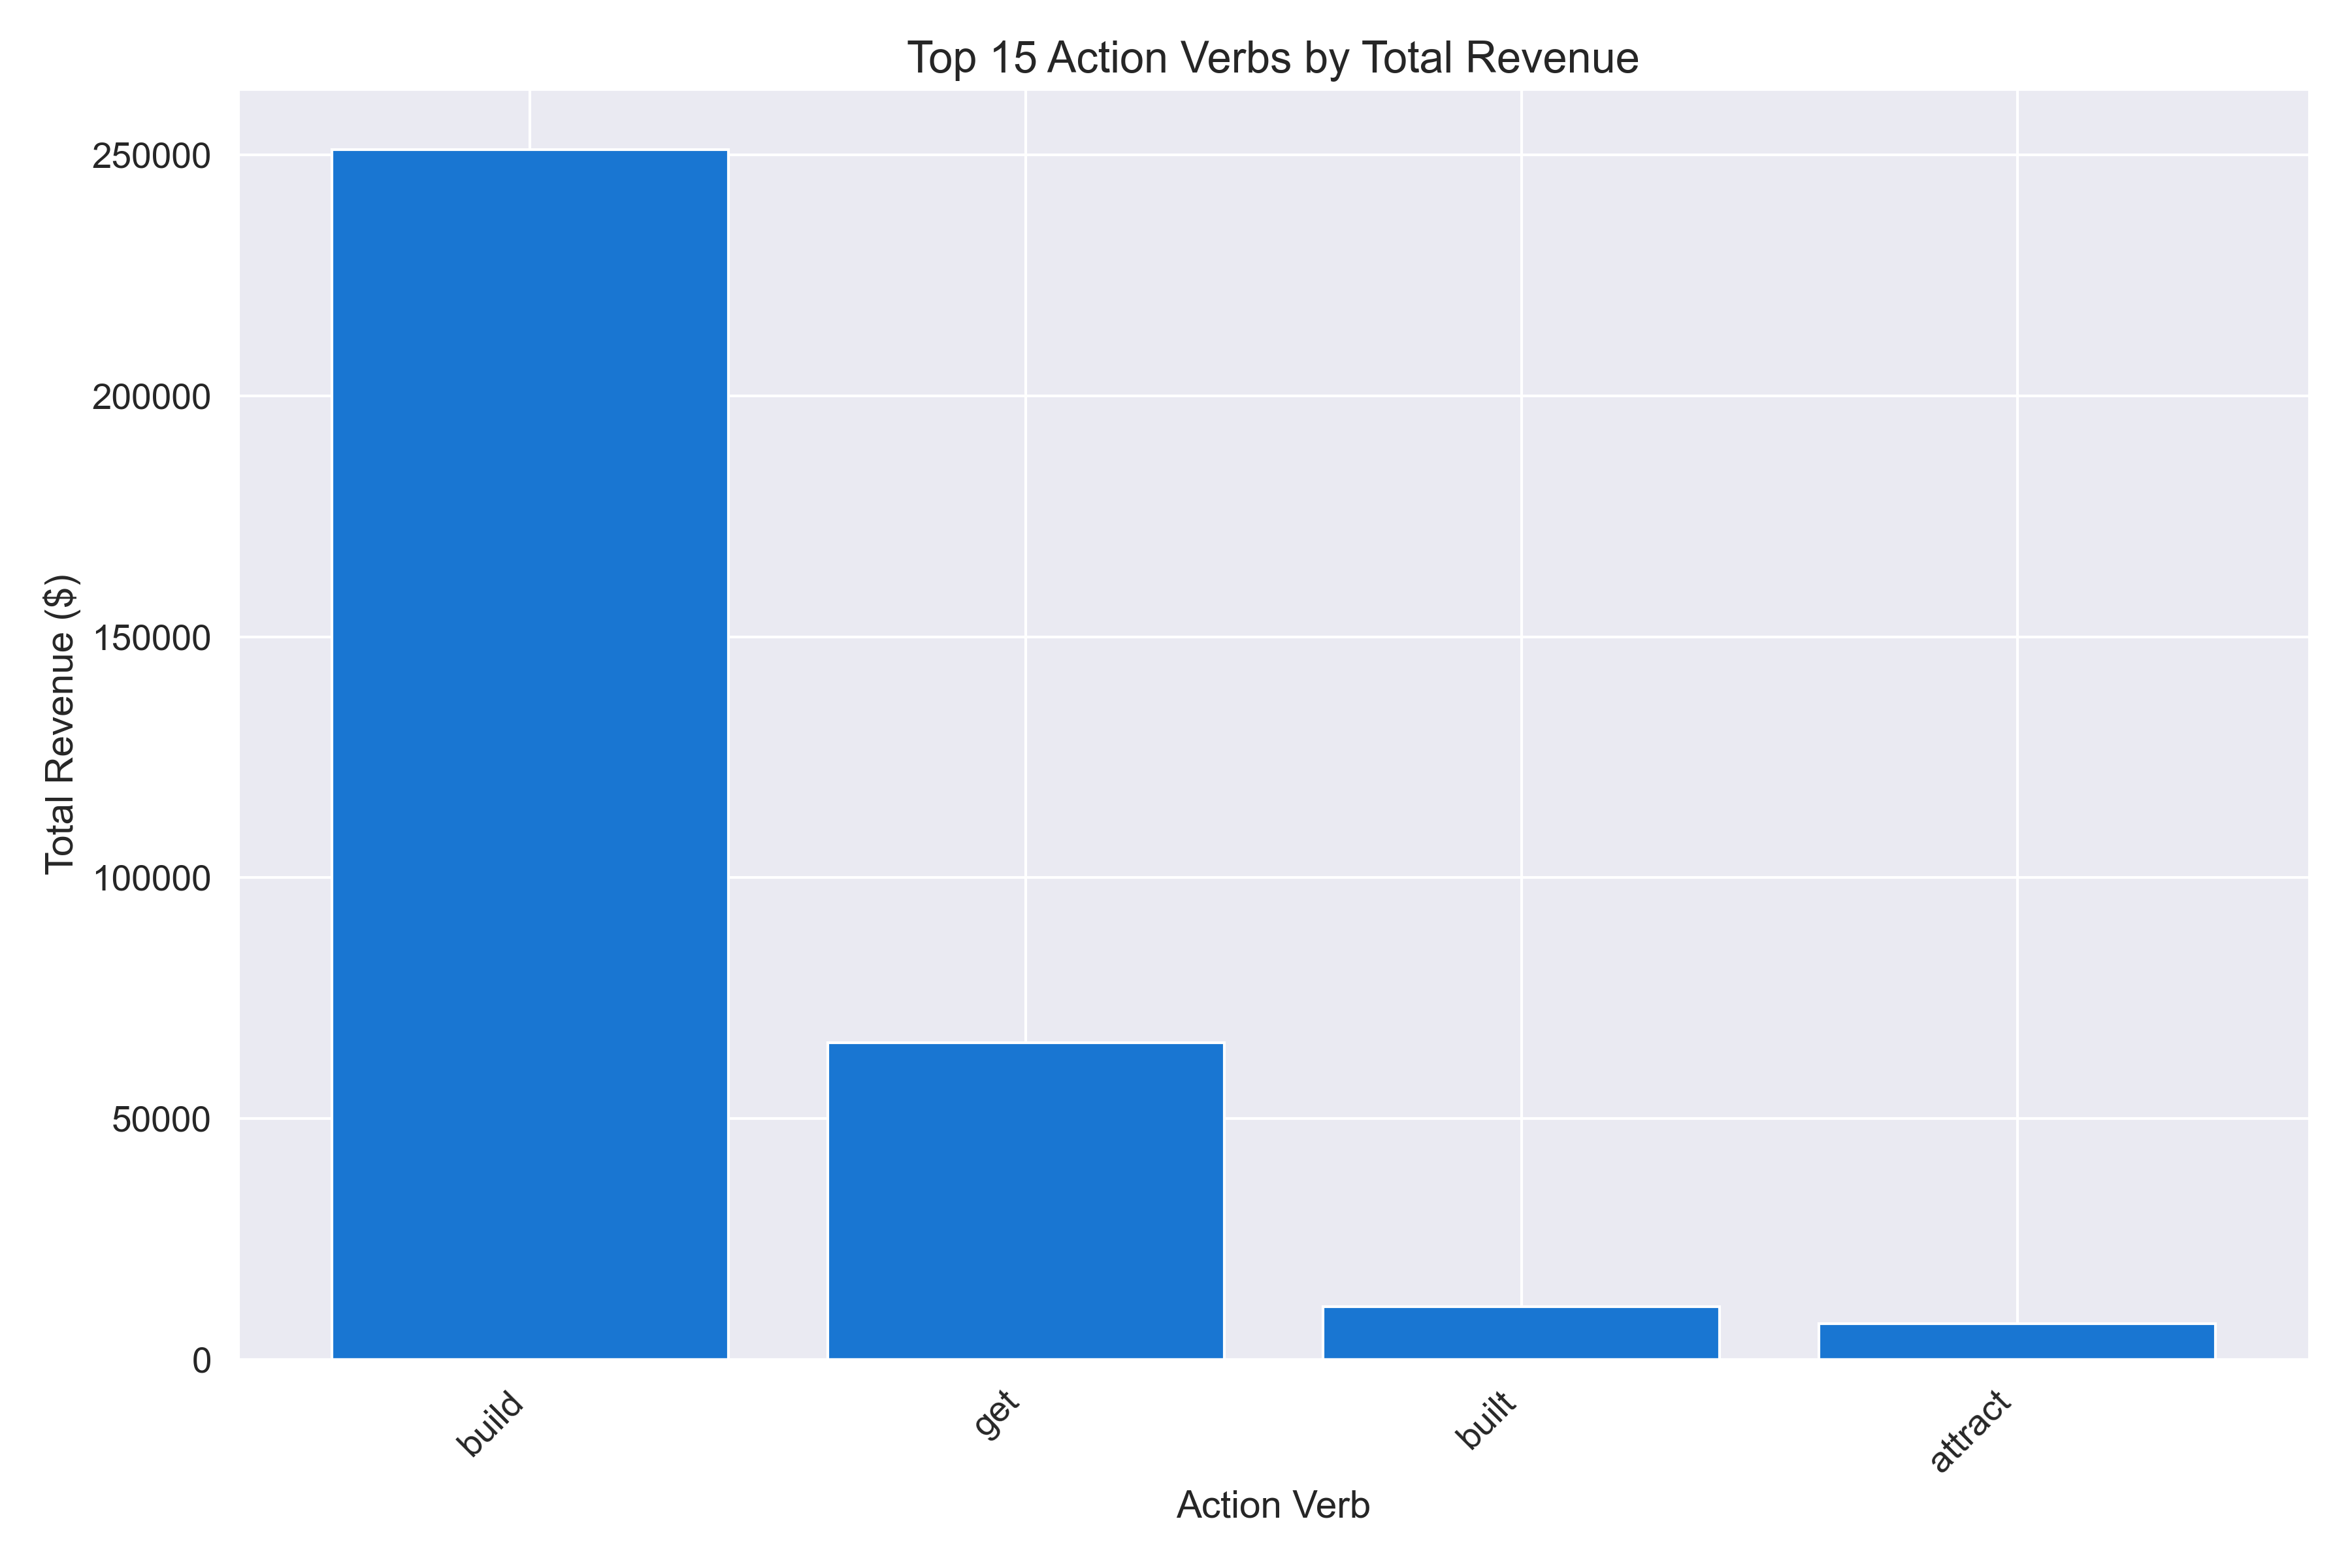 Top 15 Action Verbs by Total Revenue
Total Revenue ($)
250000
200000
150000
100000
50000
0
build
get
built
attract
Action Verb